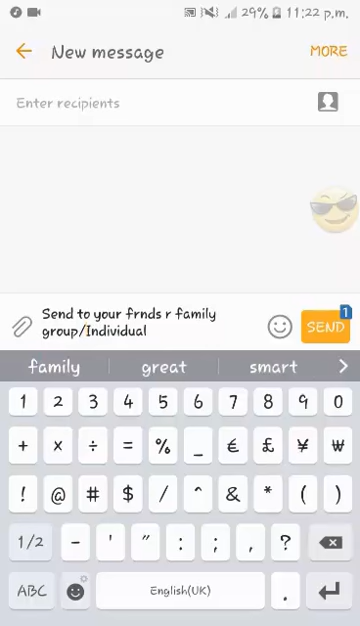 29% 11:22 p.m.
New message MORE
Enter recipients
1
Send to your frnds r family
group/Individual
SEND
family great smart
1 2 3 4 5 6 7 8 9 0
+ × ÷ = % _ € £ ¥ ₩
! @ # $ / ^ & * ( )
1/2 - ' " : ; , ?
ABC English(UK) .